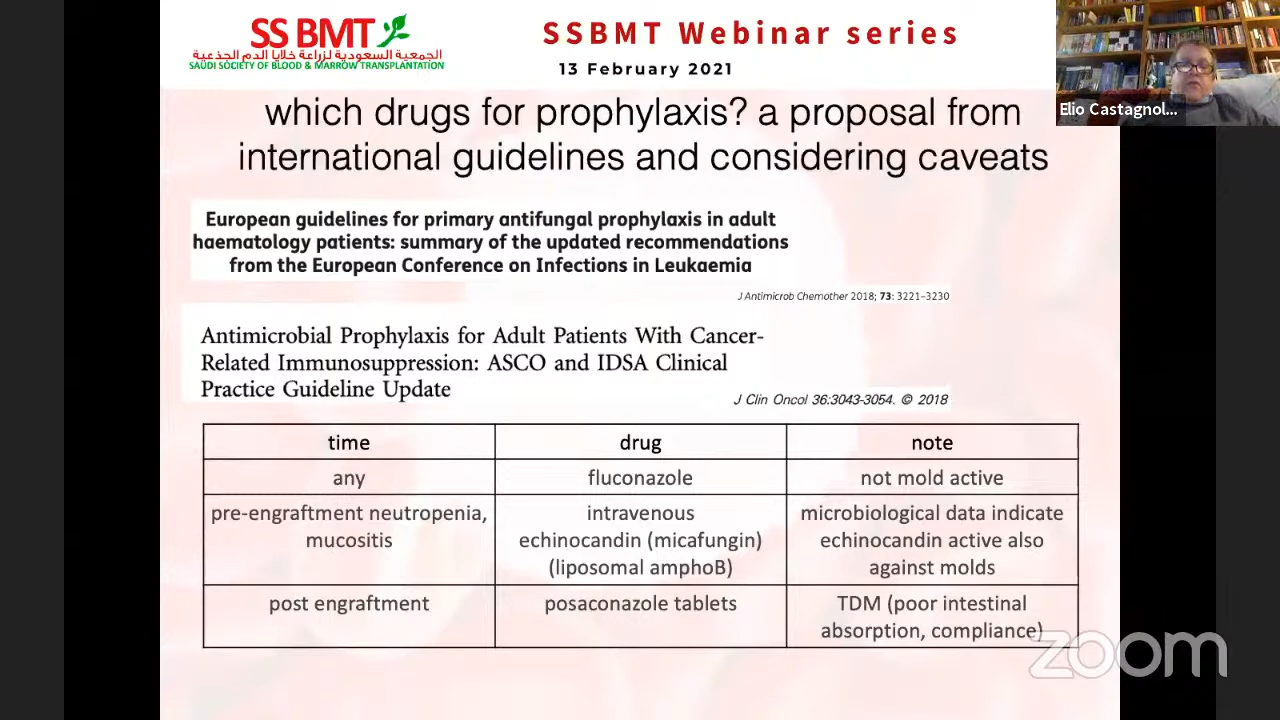 SS BMT
الجمعية السعودية لزراعة خلايا الدم الجذعية
SAUDI SOCIETY OF BLOOD & MARROW TRANSPLANTATION
SSBMT Webinar series
13 February 2021
Elio Castagnol...
which drugs for prophylaxis? a proposal from
international guidelines and considering caveats
European guidelines for primary antifungal prophylaxis in adult
haematology patients: summary of the updated recommendations
from the European Conference on Infections in Leukaemia
J Antimicrob Chemother 2018; 73: 3221–3230
Antimicrobial Prophylaxis for Adult Patients With Cancer-
Related Immunosuppression: ASCO and IDSA Clinical
Practice Guideline Update
J Clin Oncol 36:3043-3054. © 2018
time drug note
any fluconazole not mold active
pre-engraftment neutropenia, intravenous microbiological data indicate
mucositis echinocandin (micafungin) echinocandin active also
(liposomal amphoB) against molds
post engraftment posaconazole tablets TDM (poor intestinal
absorption, compliance)
zoom